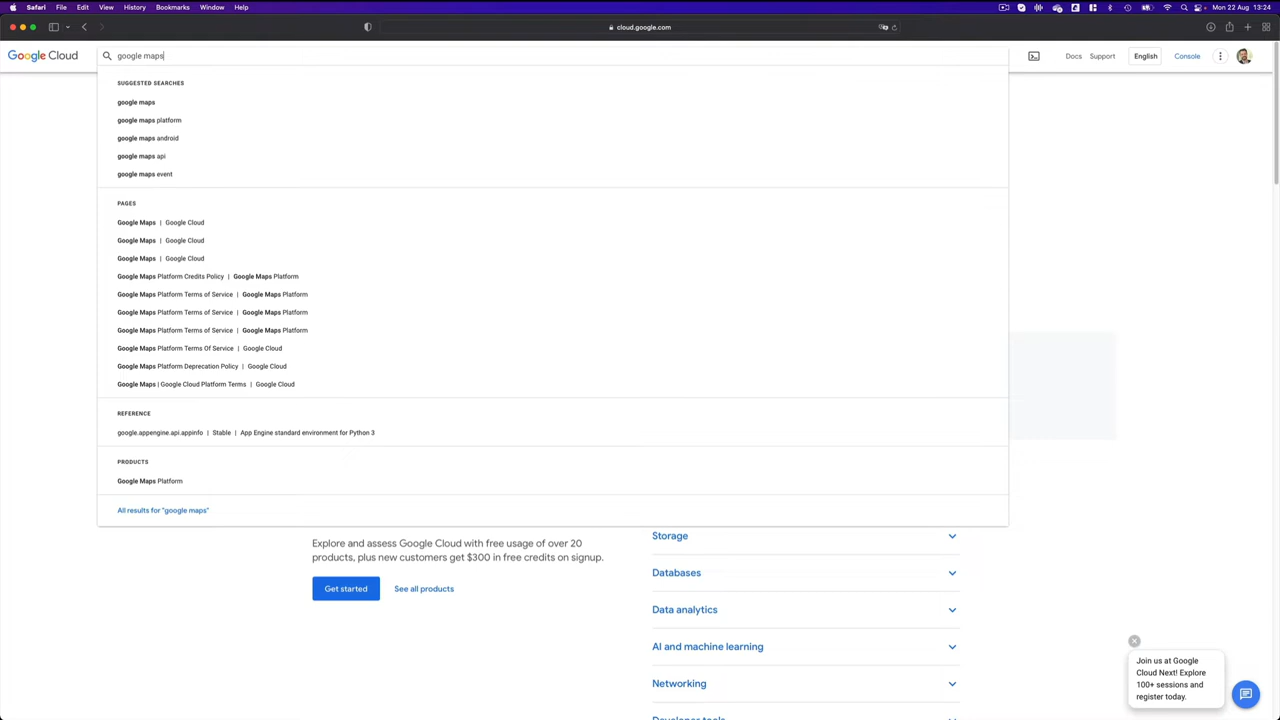 Safari File Edit View History Bookmarks Window Help
Mon 22 Aug 13:24
cloud.google.com
Google Cloud
google maps
Docs Support English Console
SUGGESTED SEARCHES
google maps
google maps platform
google maps android
google maps api
google maps event
PAGES
Google Maps | Google Cloud
Google Maps | Google Cloud
Google Maps | Google Cloud
Google Maps Platform Credits Policy | Google Maps Platform
Google Maps Platform Terms of Service | Google Maps Platform
Google Maps Platform Terms of Service | Google Maps Platform
Google Maps Platform Terms of Service | Google Maps Platform
Google Maps Platform Terms Of Service | Google Cloud
Google Maps Platform Deprecation Policy | Google Cloud
Google Maps | Google Cloud Platform Terms | Google Cloud
REFERENCE
google.appengine.api.appinfo | Stable | App Engine standard environment for Python 3
PRODUCTS
Google Maps Platform
All results for "google maps"
Explore and assess Google Cloud with free usage of over 20
products, plus new customers get $300 in free credits on signup.
Get started See all products
Storage
Databases
Data analytics
AI and machine learning
Networking
Developer tools
Join us at Google
Cloud Next! Explore
100+ sessions and
register today.